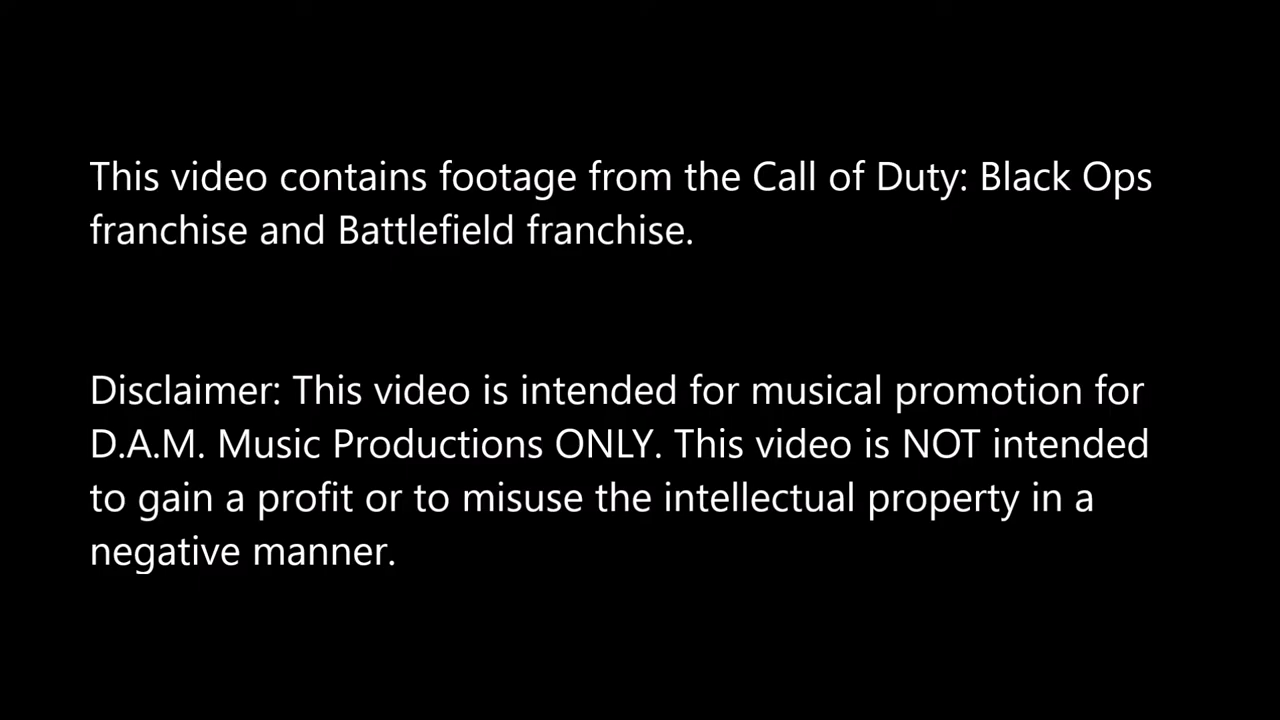 This video contains footage from the Call of Duty: Black Ops
franchise and Battlefield franchise.
Disclaimer: This video is intended for musical promotion for
D.A.M. Music Productions ONLY. This video is NOT intended
to gain a profit or to misuse the intellectual property in a
negative manner.